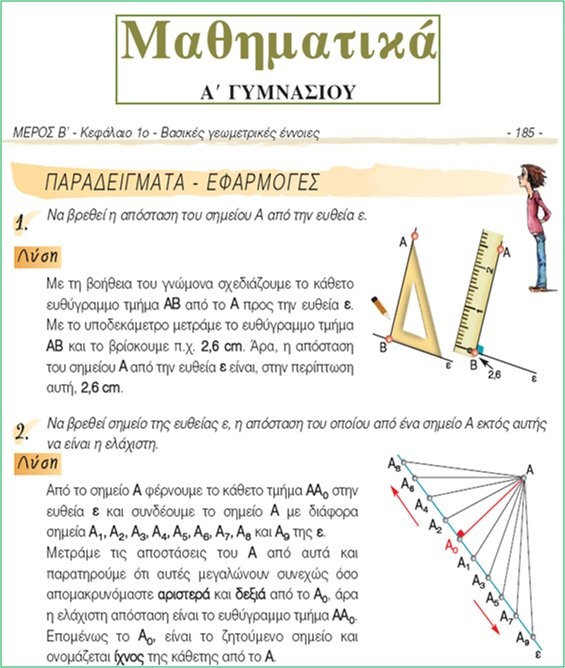 Μαθηματικά
Α΄ ΓΥΜΝΑΣΙΟΥ
ΜΕΡΟΣ Β΄ - Κεφάλαιο 1ο - Βασικές γεωμετρικές έννοιες - 185 -
ΠΑΡΑΔΕΙΓΜΑΤΑ - ΕΦΑΡΜΟΓΕΣ
1. Να βρεθεί η απόσταση του σημείου Α από την ευθεία ε.
Λύση
Με τη βοήθεια του γνώμονα σχεδιάζουμε το κάθετο
ευθύγραμμο τμήμα ΑΒ από το Α προς την ευθεία ε.
Με το υποδεκάμετρο μετράμε το ευθύγραμμο τμήμα
ΑΒ και το βρίσκουμε π.χ. 2,6 cm. Άρα, η απόσταση
του σημείου Α από την ευθεία ε είναι, στην περίπτωση
αυτή, 2,6 cm.
Α
Β
ε
Α
2
1
Β
2,6
ε
2. Να βρεθεί σημείο της ευθείας ε, η απόσταση του οποίου από ένα σημείο Α εκτός αυτής
να είναι η ελάχιστη.
Λύση
Από το σημείο Α φέρνουμε το κάθετο τμήμα ΑΑ₀ στην
ευθεία ε και συνδέουμε το σημείο Α με διάφορα
σημεία Α₁, Α₂, Α₃, Α₄, Α₅, Α₆, Α₇, Α₈ και Α₉ της ε.
Μετράμε τις αποστάσεις του Α από αυτά και
παρατηρούμε ότι αυτές μεγαλώνουν συνεχώς όσο
απομακρυνόμαστε αριστερά και δεξιά από το Α₀, άρα
η ελάχιστη απόσταση είναι το ευθύγραμμο τμήμα ΑΑ₀.
Επομένως το Α₀, είναι το ζητούμενο σημείο και
ονομάζεται ίχνος της κάθετης από το Α.
Α₈
Α
Α₆
Α₄
Α₂
Α₀
Α₁
Α₃
Α₅
Α₇
Α₉
ε